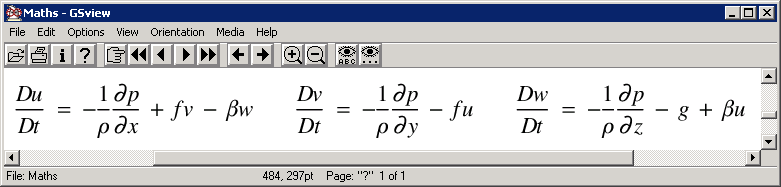 Maths - GSview
File Edit Options View Orientation Media Help
ABC ...
Du/Dt = −1/ρ ∂p/∂x + fv − βw Dv/Dt = −1/ρ ∂p/∂y − fu Dw/Dt = −1/ρ ∂p/∂z − g + βu
File: Maths 484, 297pt Page: "?" 1 of 1